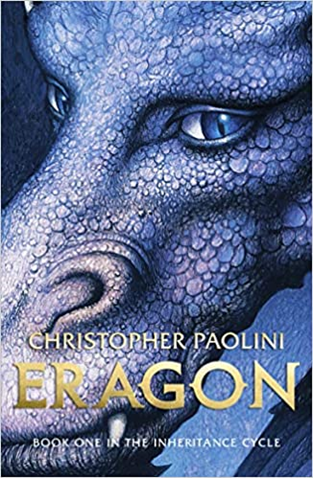 CHRISTOPHER PAOLINI
ERAGON
BOOK ONE IN THE INHERITANCE CYCLE